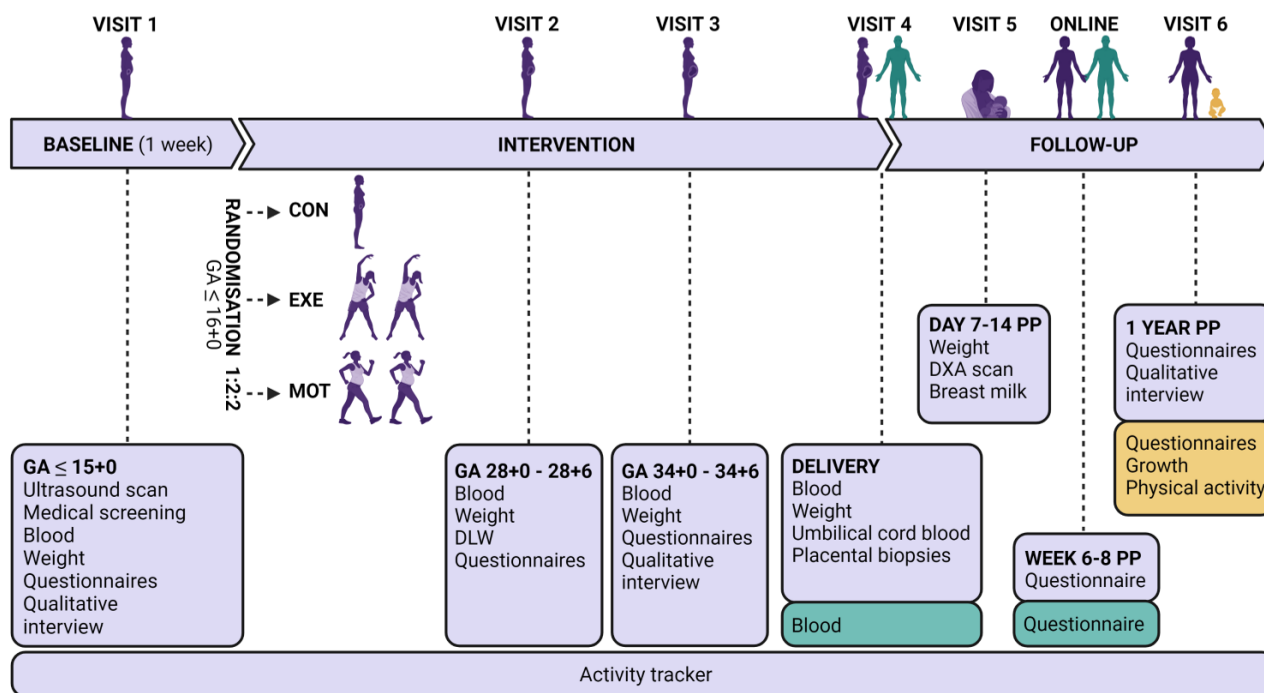 VISIT 1
VISIT 2
VISIT 3
VISIT 4
VISIT 5
ONLINE
VISIT 6
BASELINE (1 week)
INTERVENTION
FOLLOW-UP
RANDOMISATION 1:2:2
GA ≤ 16+0
CON
EXE
MOT
GA ≤ 15+0
Ultrasound scan
Medical screening
Blood
Weight
Questionnaires
Qualitative
interview
GA 28+0 - 28+6
Blood
Weight
DLW
Questionnaires
GA 34+0 - 34+6
Blood
Weight
Questionnaires
Qualitative
interview
DELIVERY
Blood
Weight
Umbilical cord blood
Placental biopsies
Blood
DAY 7-14 PP
Weight
DXA scan
Breast milk
WEEK 6-8 PP
Questionnaire
Questionnaire
1 YEAR PP
Questionnaires
Qualitative
interview
Questionnaires
Growth
Physical activity
Activity tracker